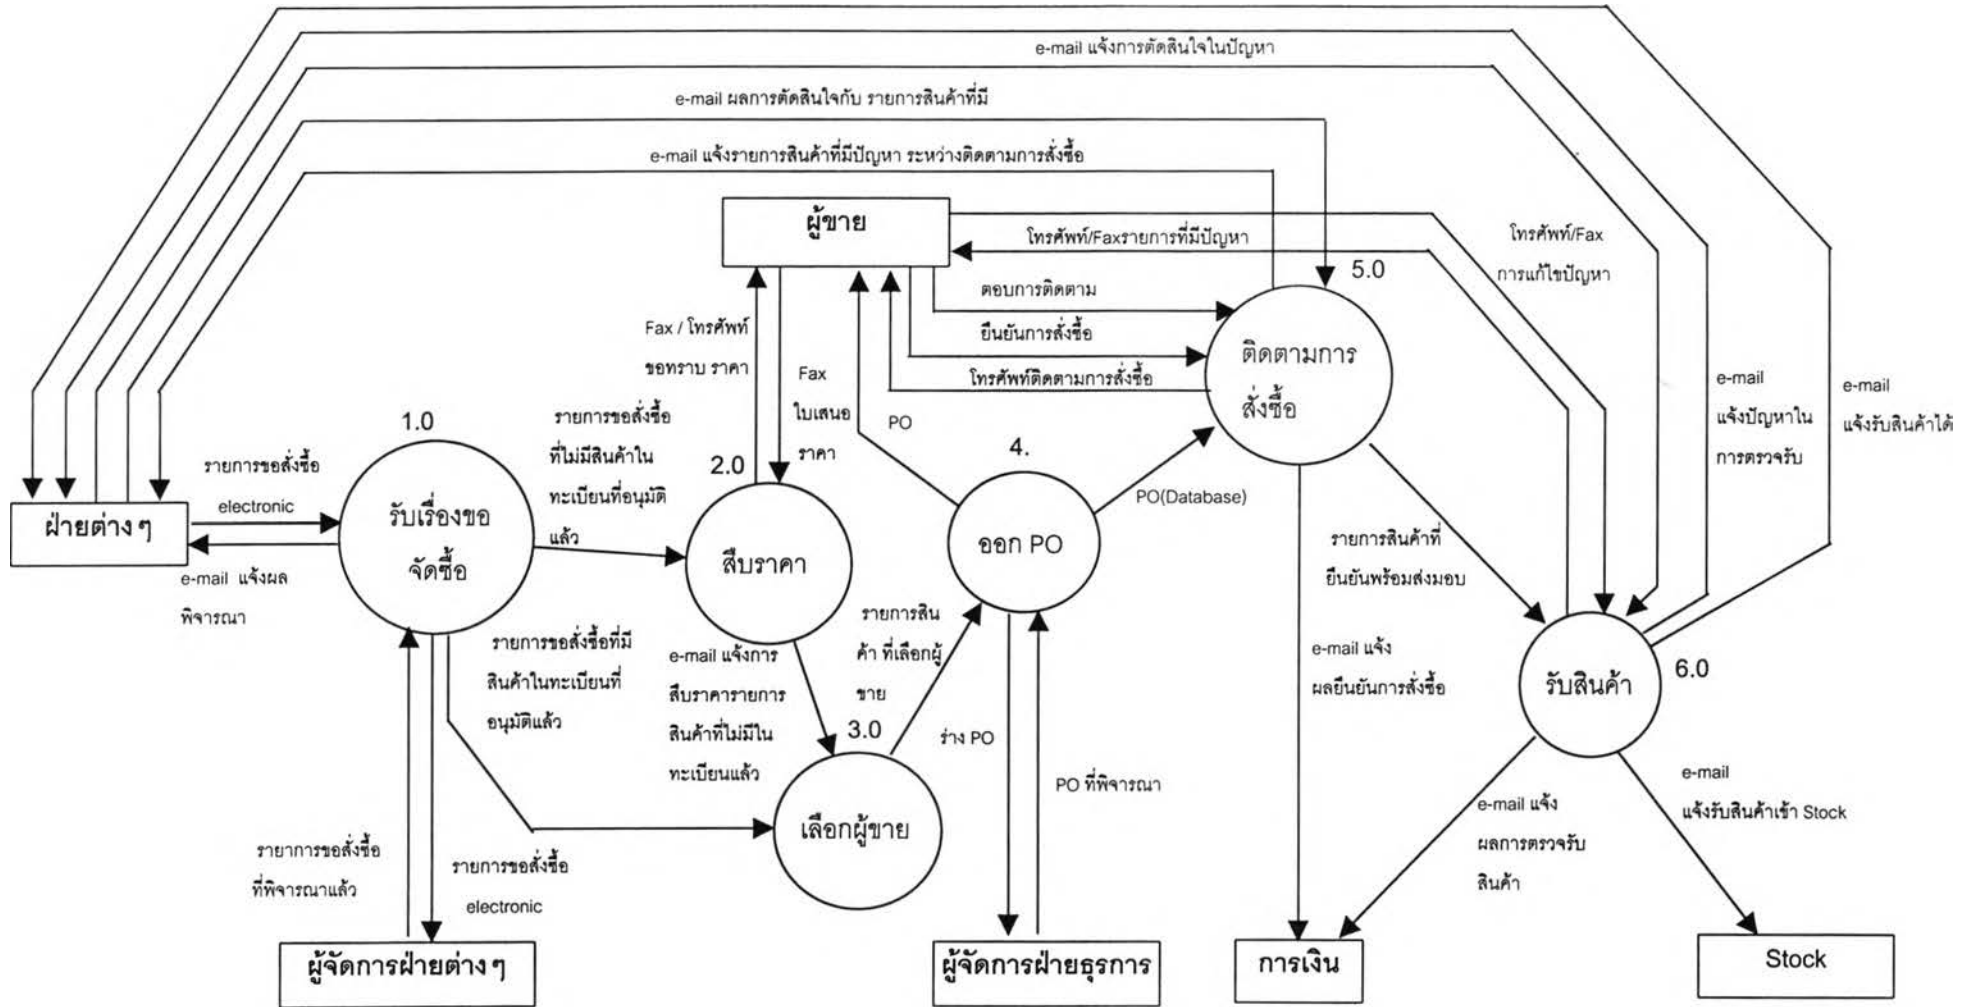 e-mail แจ้งการตัดสินใจในปัญหา
e-mail ผลการตัดสินใจกับ รายการสินค้าที่มี
e-mail แจ้งรายการสินค้าที่มีปัญหา ระหว่างติดตามการสั่งซื้อ
ผู้ขาย
โทรศัพท์/Faxรายการที่มีปัญหา
โทรศัพท์/Fax
การแก้ไขปัญหา
5.0
ตอบการติดตาม
ยืนยันการสั่งซื้อ
โทรศัพท์ติดตามการสั่งซื้อ
ติดตามการ
สั่งซื้อ
Fax / โทรศัพท์
ขอทราบ ราคา
Fax
ใบเสนอ
ราคา
PO
e-mail
แจ้งปัญหาใน
การตรวจรับ
e-mail
แจ้งรับสินค้าได้
1.0
รายการขอสั่งซื้อ
ที่ไม่มีสินค้าใน
ทะเบียนที่อนุมัติ
แล้ว
2.0
4.
รายการขอสั่งซื้อ
electronic
ฝ่ายต่างๆ
รับเรื่องขอ
จัดซื้อ
สืบราคา
ออก PO
PO(Database)
e-mail แจ้งผล
พิจารณา
รายการสินค้าที่
ยืนยันพร้อมส่งมอบ
รายการขอสั่งซื้อที่มี
สินค้าในทะเบียนที่
อนุมัติแล้ว
e-mail แจ้งการ
สืบราคารายการ
สินค้าที่ไม่มีใน
ทะเบียนแล้ว
รายการสิน
ค้า ที่เลือกผู้
ขาย
3.0
ร่าง PO
PO ที่พิจารณา
e-mail แจ้ง
ผลยืนยันการสั่งซื้อ
รับสินค้า
6.0
เลือกผู้ขาย
รายาการขอสั่งซื้อ
ที่พิจารณาแล้ว
รายการขอสั่งซื้อ
electronic
e-mail แจ้ง
ผลการตรวจรับ
สินค้า
e-mail
แจ้งรับสินค้าเข้า Stock
ผู้จัดการฝ่ายต่างๆ
ผู้จัดการฝ่ายธุรการ
การเงิน
Stock